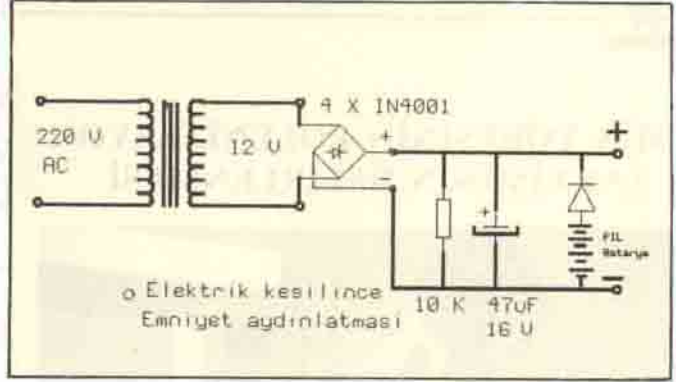 4 X IN4001
220 V
AC
12 V
+
-
+
+
PIL
Batarya
-
o Elektrik kesilince
Emniyet aydınlatması
10 K
47uF
16 V